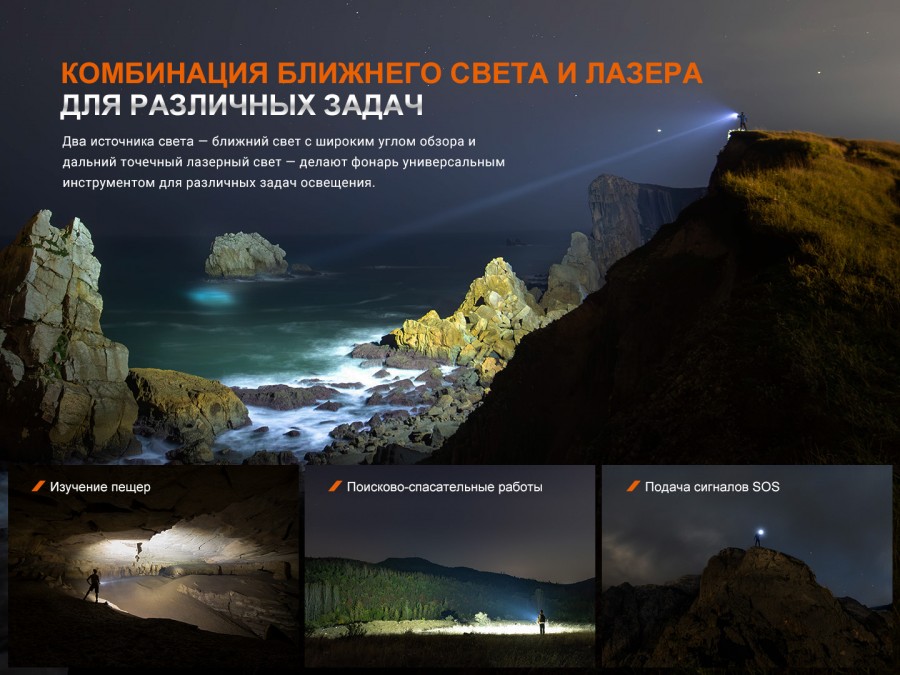 КОМБИНАЦИЯ БЛИЖНЕГО СВЕТА И ЛАЗЕРА
ДЛЯ РАЗЛИЧНЫХ ЗАДАЧ
Два источника света — ближний свет с широким углом обзора и
дальний точечный лазерный свет — делают фонарь универсальным
инструментом для различных задач освещения.
Изучение пещер
Поисково-спасательные работы
Подача сигналов SOS